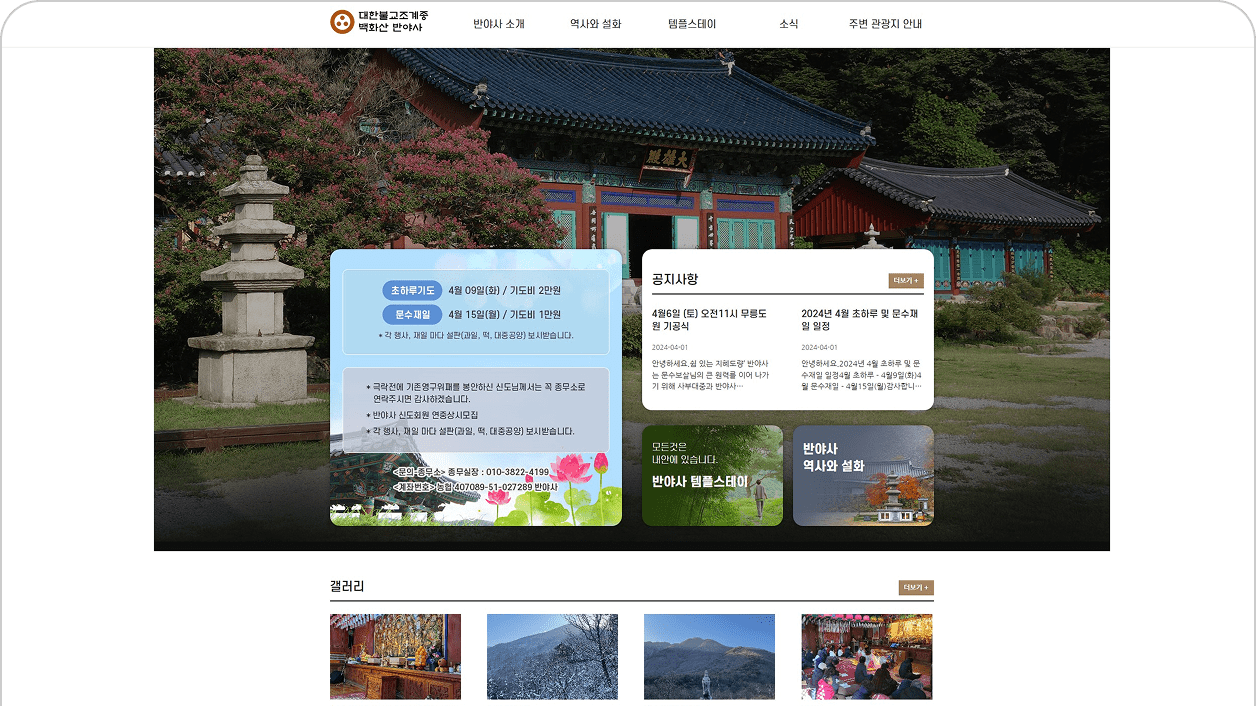 대한불교조계종
백화산 반야사
반야사 소개
역사와 설화
템플스테이
소식
주변 관광지 안내
초하루기도 4월 09일(화) / 기도비 2만원
문수재일 4월 15일(월) / 기도비 1만원
* 각 행사, 재일 마다 설판(과일, 떡, 대중공양) 보시받습니다.
* 극락전에 기존영구위패를 봉안하신 신도님께서는 꼭 종무소로
연락주시면 감사하겠습니다.
* 반야사 신도회원 연중상시모집
* 각 행사, 재일 마다 설판(과일, 떡, 대중공양) 보시받습니다.
<문의-종무소> 종무실장 : 010-3822-4199
<계좌번호> 농협 407089-51-027289 반야사
공지사항
더보기 +
4월6일 (토) 오전11시 무릉도
원 기공식
2024-04-01
안녕하세요.쉼 있는 지혜도량' 반야사
는 문수보살님의 큰 원력를 이어 나가
기 위해 사부대중과 반야사…
2024년 4월 초하루 및 문수재
일 일정
2024-04-01
안녕하세요.2024년 4월 초하루 및 문
수재일 일정4월 초하루 - 4월9일(화)4
월 문수재일 - 4월15일(월)감사합니…
모든것은
내안에 있습니다.
반야사 템플스테이
반야사
역사와 설화
갤러리
더보기 +